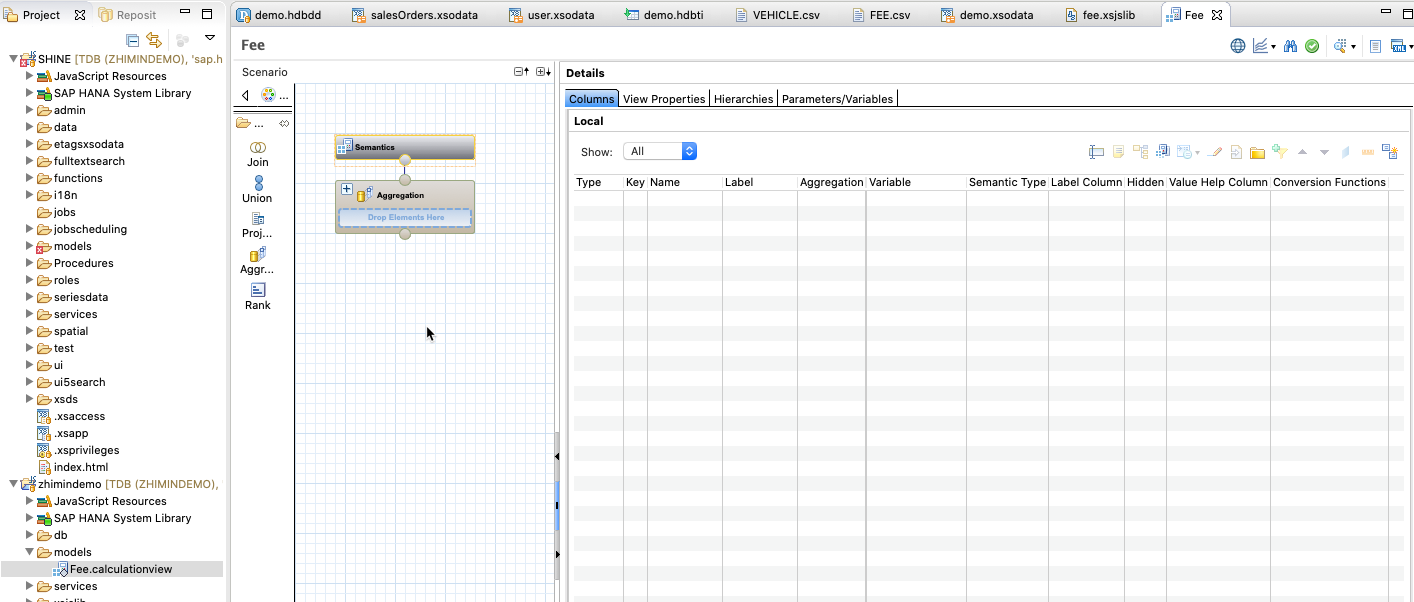 Project
Reposit
SHINE [TDB (ZHIMINDEMO), 'sap.h
JavaScript Resources
SAP HANA System Library
admin
data
etagsxsodata
fulltextsearch
functions
i18n
jobs
jobscheduling
models
Procedures
roles
seriesdata
services
spatial
test
ui
ui5search
xsds
.xsaccess
.xsapp
.xsprivileges
index.html
zhimindemo [TDB (ZHIMINDEMO),
JavaScript Resources
SAP HANA System Library
db
models
Fee.calculationview
services
demo.hdbdd
salesOrders.xsodata
user.xsodata
demo.hdbti
VEHICLE.csv
FEE.csv
demo.xsodata
fee.xsjslib
Fee
Fee
Scenario
...
...
Join
Union
Proj...
Aggr...
Rank
Semantics
Aggregation
Drop Elements Here
Details
Columns View Properties Hierarchies Parameters/Variables
Local
Show: All
Type Key Name Label Aggregation Variable Semantic Type Label Column Hidden Value Help Column Conversion Functions